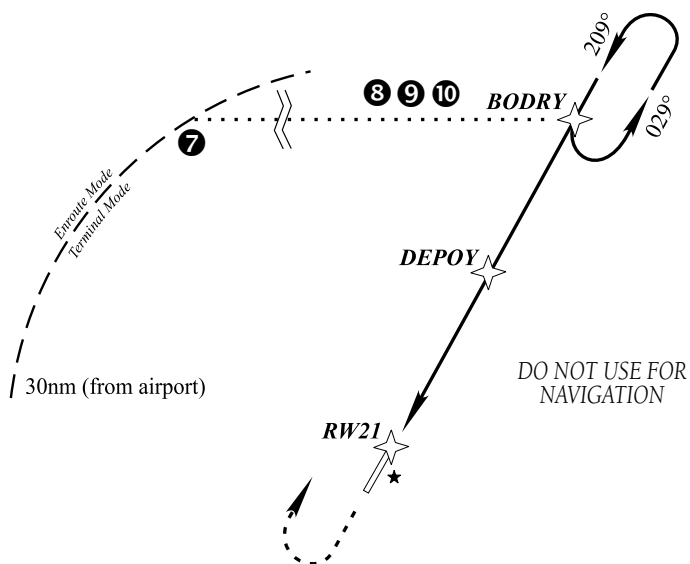 209°
8 9 10
BODRY
029°
7
Enroute Mode
Terminal Mode
DEPOY
30nm (from airport)
DO NOT USE FOR
NAVIGATION
RW21